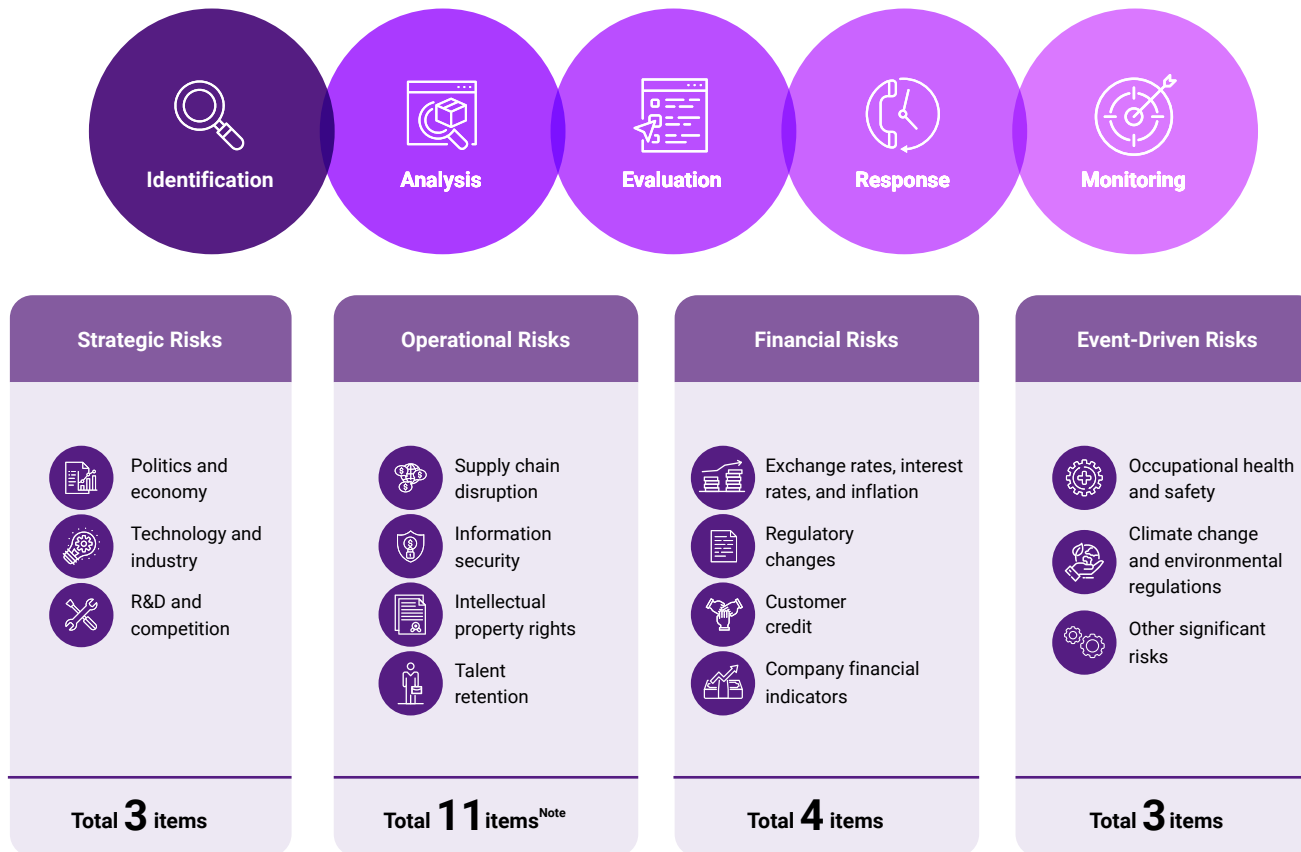 Identification
Analysis
Evaluation
Response
Monitoring
Strategic Risks
Politics and
economy
Technology and
industry
R&D and
competition
Total 3 items
Operational Risks
Supply chain
disruption
Information
security
Intellectual
property rights
Talent
retention
Total 11 items Note
Financial Risks
Exchange rates, interest
rates, and inflation
Regulatory
changes
Customer
credit
Company financial
indicators
Total 4 items
Event-Driven Risks
Occupational health
and safety
Climate change
and environmental
regulations
Other significant
risks
Total 3 items